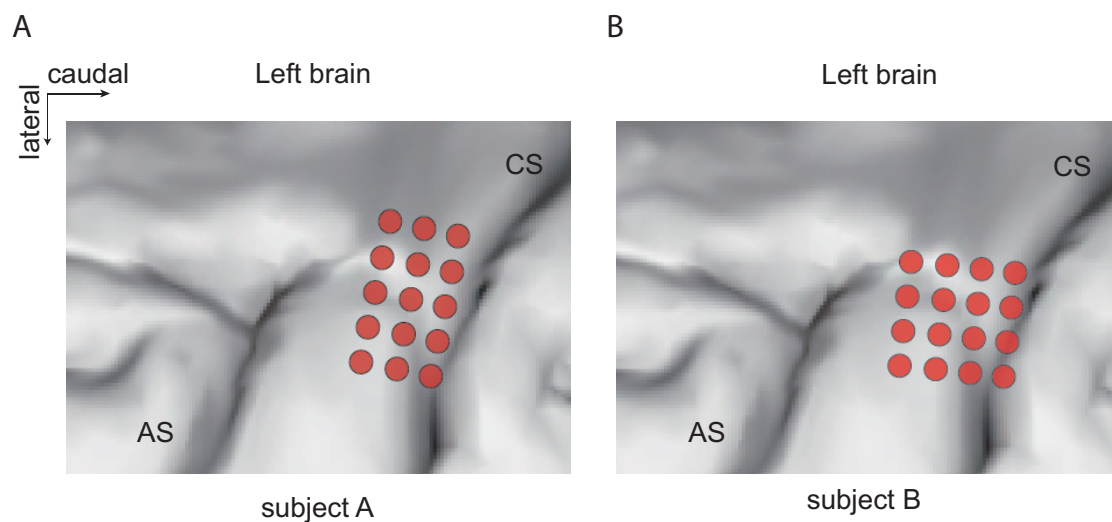 A
B
caudal
lateral
Left brain
Left brain
CS
CS
AS
AS
subject A
subject B